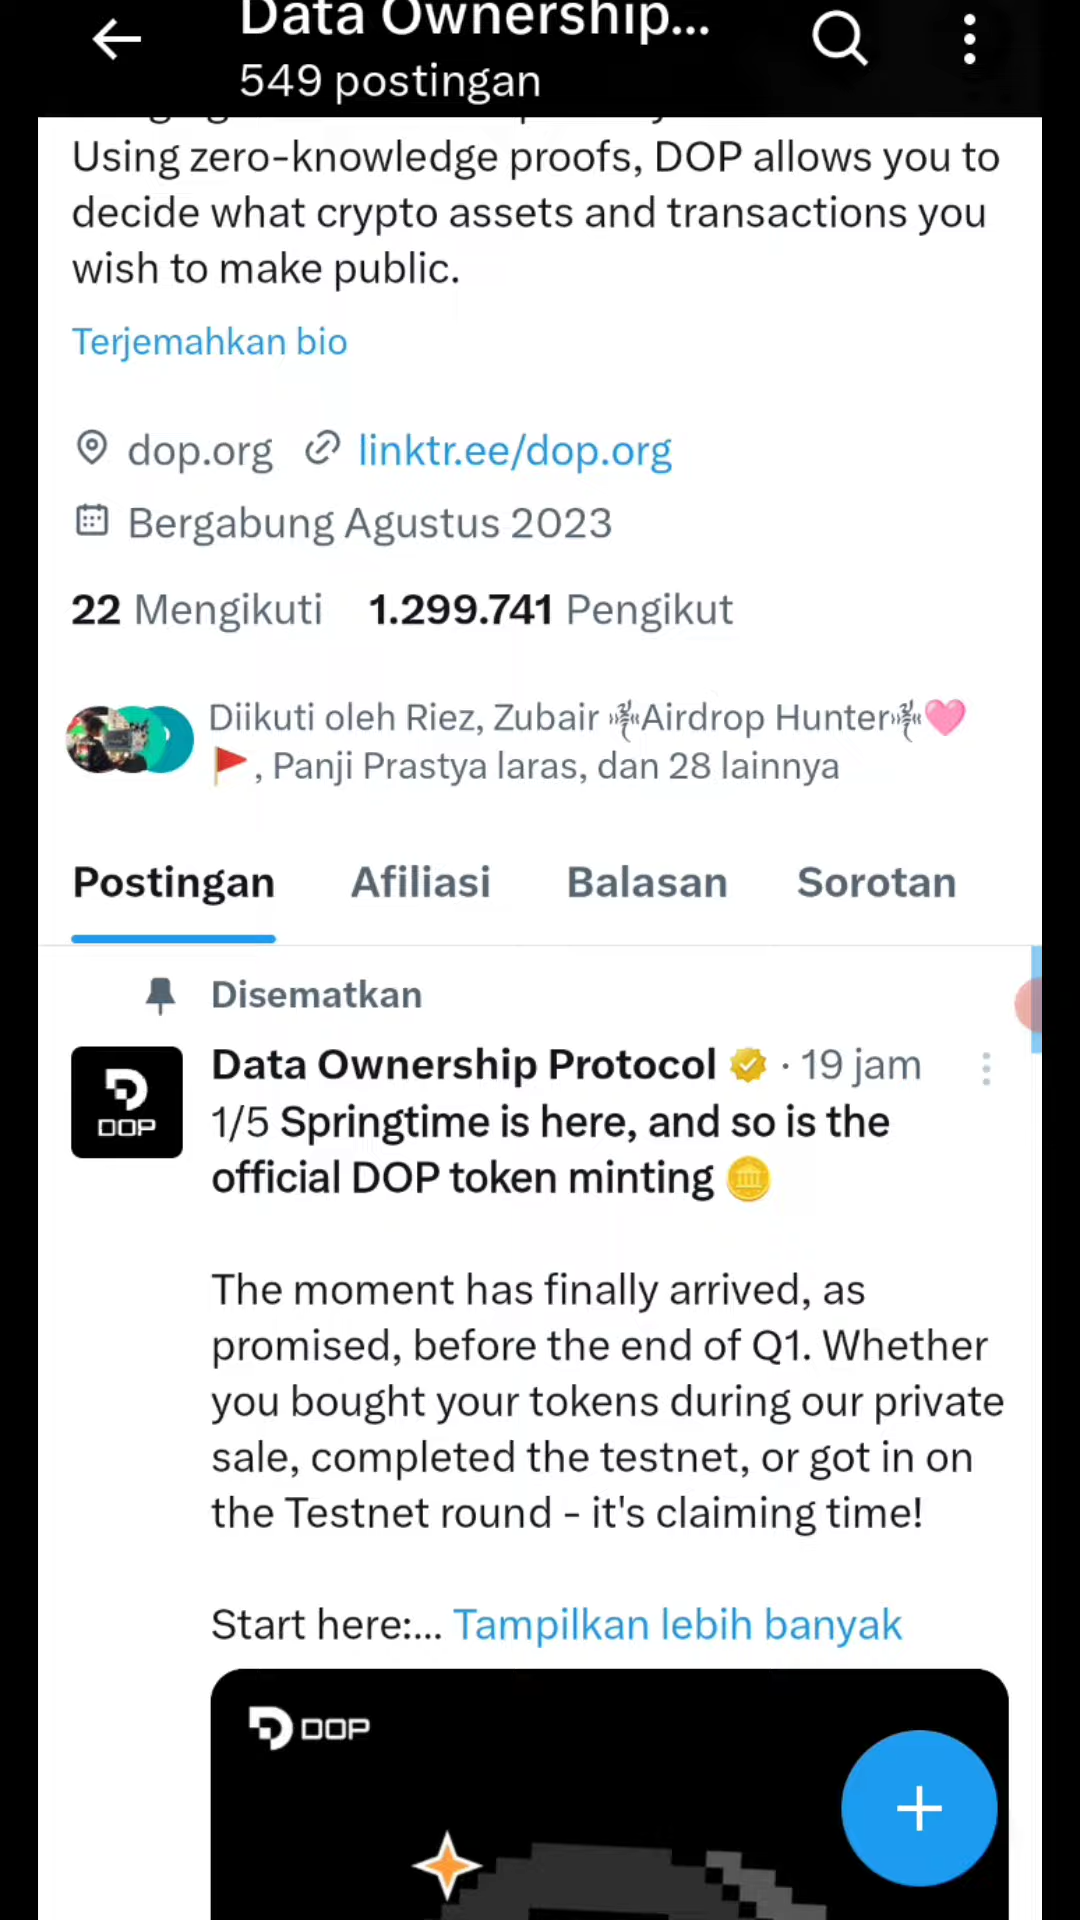 Data Ownership...
549 postingan
Using zero-knowledge proofs, DOP allows you to
decide what crypto assets and transactions you
wish to make public.
Terjemahkan bio
dop.org linktr.ee/dop.org
Bergabung Agustus 2023
22 Mengikuti 1.299.741 Pengikut
Diikuti oleh Riez, Zubair Airdrop Hunter
, Panji Prastya laras, dan 28 lainnya
Postingan Afiliasi Balasan Sorotan
Disematkan
Data Ownership Protocol · 19 jam
DOP
1/5 Springtime is here, and so is the
official DOP token minting
The moment has finally arrived, as
promised, before the end of Q1. Whether
you bought your tokens during our private
sale, completed the testnet, or got in on
the Testnet round - it's claiming time!
Start here:... Tampilkan lebih banyak
DOP